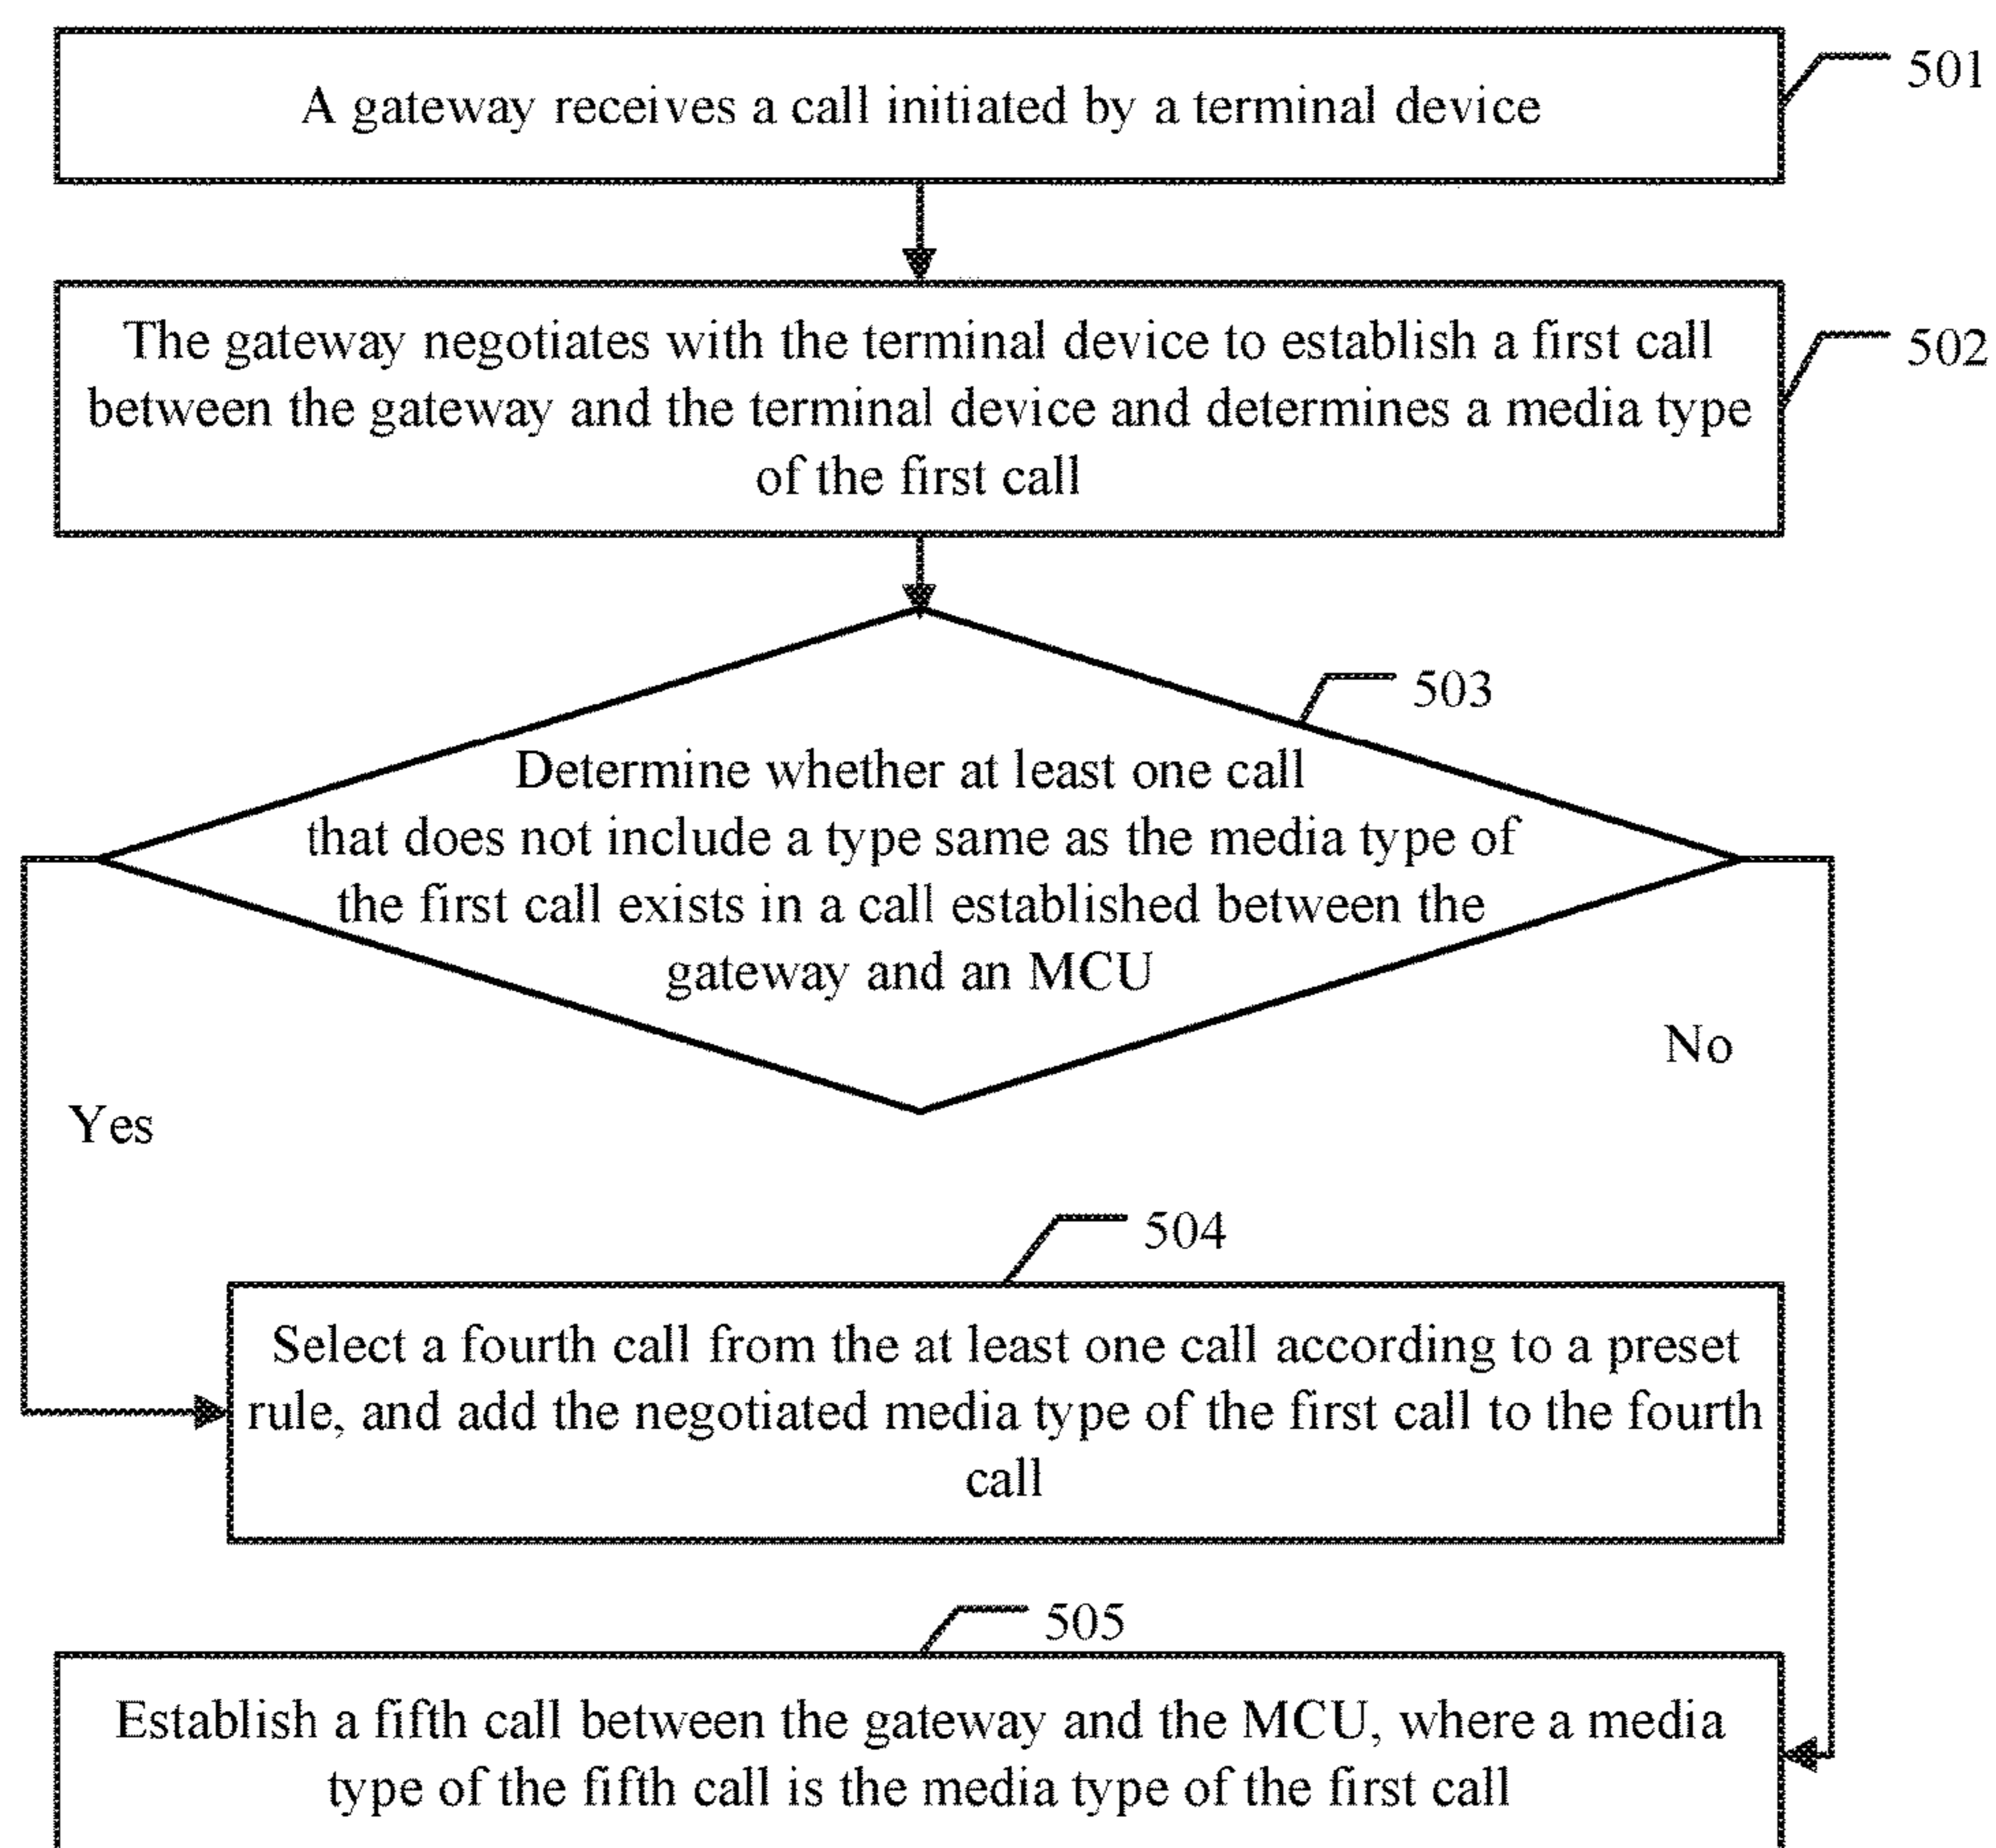 A gateway receives a call initiated by a terminal device
501
The gateway negotiates with the terminal device to establish a first call
between the gateway and the terminal device and determines a media type
of the first call
502
503
Determine whether at least one call
that does not include a type same as the media type of
the first call exists in a call established between the
gateway and an MCU
No
Yes
504
Select a fourth call from the at least one call according to a preset
rule, and add the negotiated media type of the first call to the fourth
call
505
Establish a fifth call between the gateway and the MCU, where a media
type of the fifth call is the media type of the first call